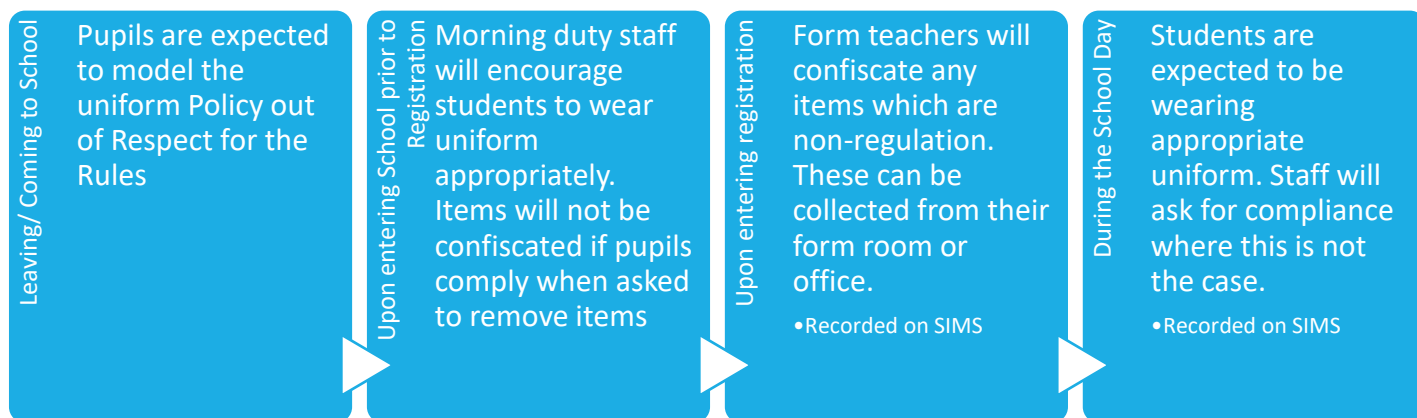 Leaving/ Coming to School
Pupils are expected
to model the
uniform Policy out
of Respect for the
Rules
Upon entering School prior to
Registration
Morning duty staff
will encourage
students to wear
uniform
appropriately.
Items will not be
confiscated if pupils
comply when asked
to remove items
Upon entering registration
Form teachers will
confiscate any
items which are
non-regulation.
These can be
collected from their
form room or
office.
•Recorded on SIMS
During the School Day
Students are
expected to be
wearing
appropriate
uniform. Staff will
ask for compliance
where this is not
the case.
•Recorded on SIMS